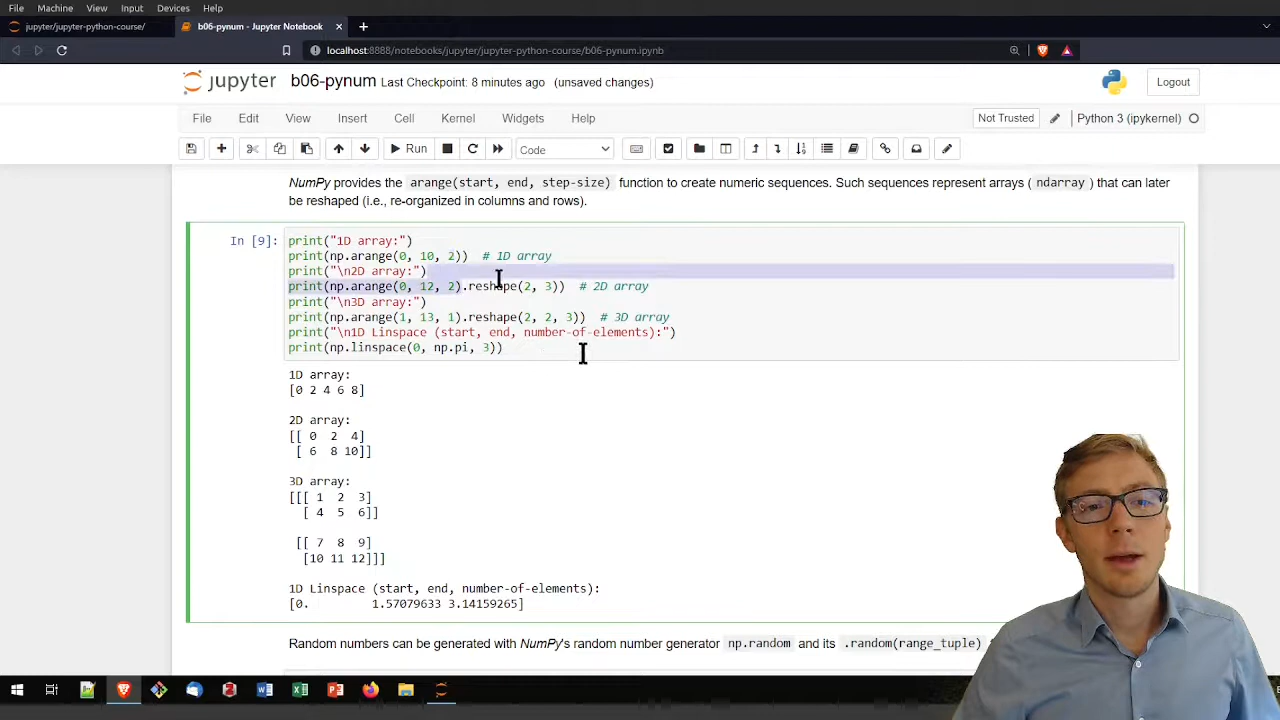 File Machine View Input Devices Help
jupyter/jupyter-python-course/
b06-pynum - Jupyter Notebook
localhost:8888/notebooks/jupyter/jupyter-python-course/b06-pynum.ipynb
jupyter b06-pynum Last Checkpoint: 8 minutes ago (unsaved changes) Logout
File Edit View Insert Cell Kernel Widgets Help Not Trusted Python 3 (ipykernel)
Run Code
NumPy provides the arange(start, end, step-size) function to create numeric sequences. Such sequences represent arrays ( ndarray ) that can later
be reshaped (i.e., re-organized in columns and rows).
In [9]: print("1D array:")
print(np.arange(0, 10, 2)) # 1D array
print("\n2D array:")
print(np.arange(0, 12, 2).reshape(2, 3)) # 2D array
print("\n3D array:")
print(np.arange(1, 13, 1).reshape(2, 2, 3)) # 3D array
print("\n1D Linspace (start, end, number-of-elements):")
print(np.linspace(0, np.pi, 3))
1D array:
[0 2 4 6 8]
2D array:
[[ 0 2 4]
[ 6 8 10]]
3D array:
[[[ 1 2 3]
[ 4 5 6]]
[[ 7 8 9]
[10 11 12]]]
1D Linspace (start, end, number-of-elements):
[0. 1.57079633 3.14159265]
Random numbers can be generated with NumPy's random number generator np.random and its .random(range_tuple)